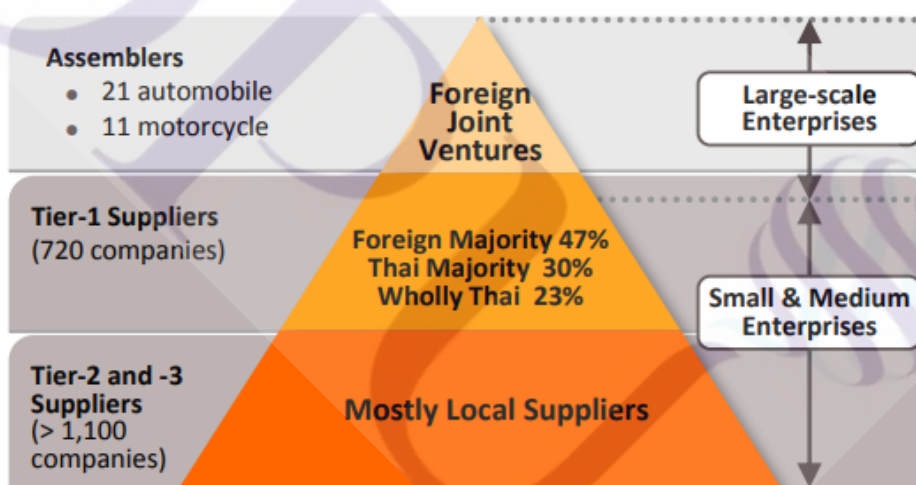 Assemblers
• 21 automobile
• 11 motorcycle
Foreign
Joint
Ventures
Large-scale
Enterprises
Tier-1 Suppliers
(720 companies)
Foreign Majority 47%
Thai Majority 30%
Wholly Thai 23%
Small & Medium
Enterprises
Tier-2 and -3
Suppliers
(> 1,100
companies)
Mostly Local Suppliers